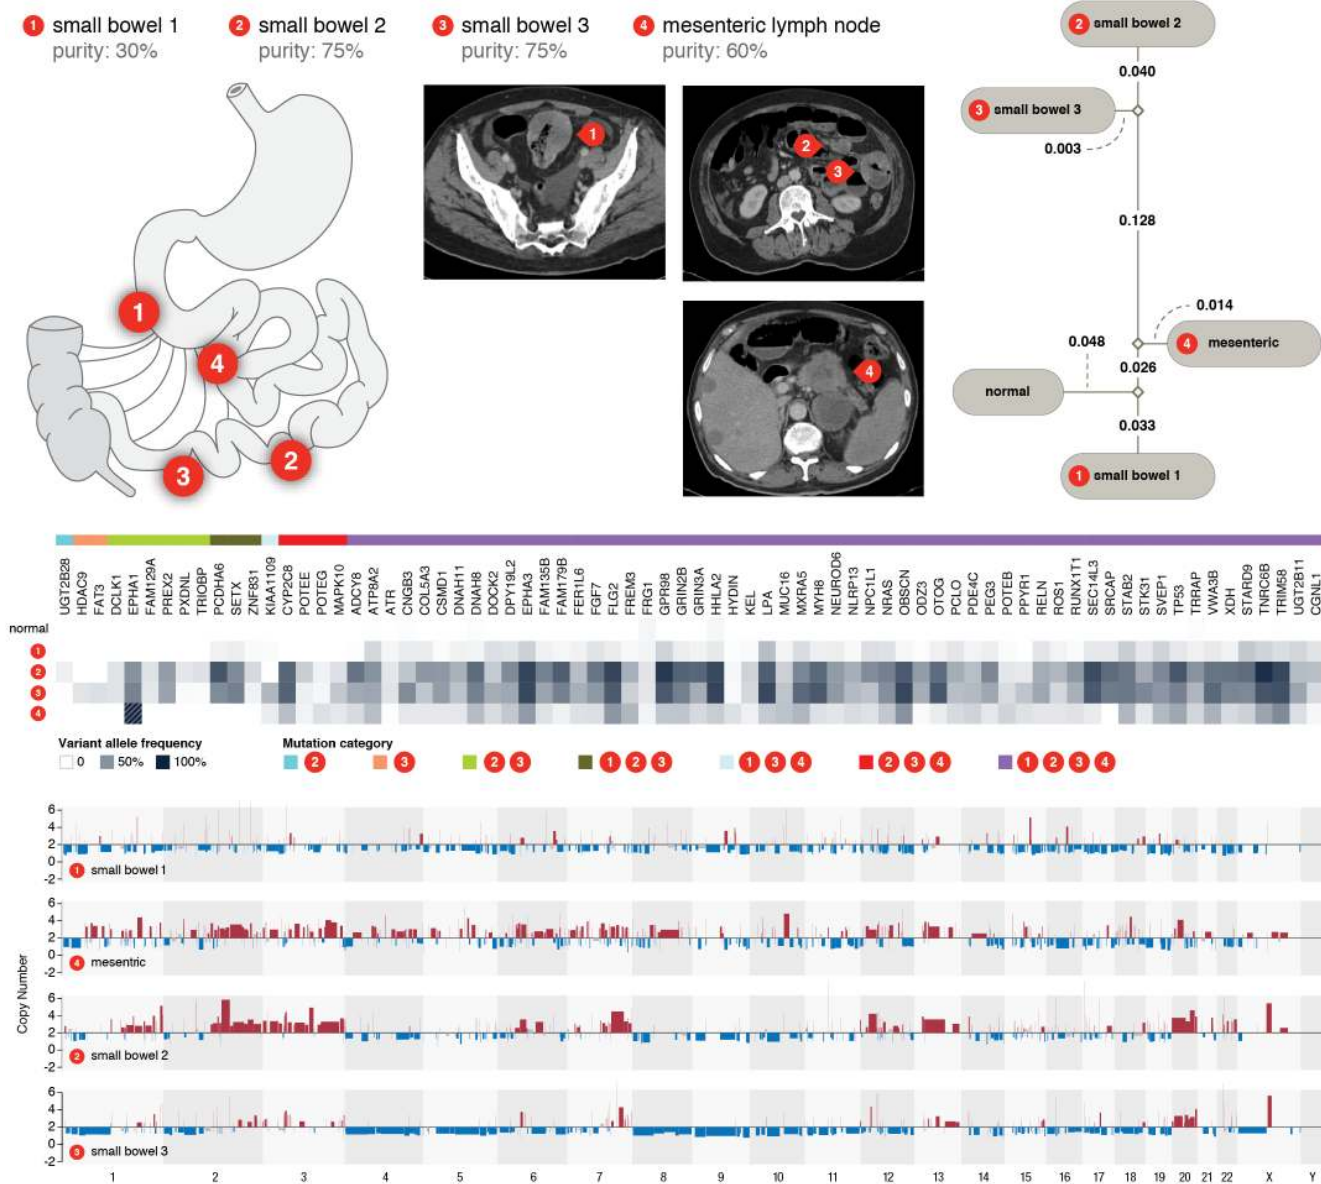 1 small bowel 1
purity: 30%
2 small bowel 2
purity: 75%
3 small bowel 3
purity: 75%
4 mesenteric lymph node
purity: 60%
1
2
3
4
1
4
3
2
2 small bowel 2
0.040
3 small bowel 3
0.003
0.128
0.014
4 mesenteric
0.048
0.026
normal
0.033
1 small bowel 1
UGT2B28
HDAC9
FAT3
DCLK1
EPHA1
FAM129A
PREX2
PXDNL
TRIOBP
PCDHA6
SETX
ZNF831
KIAA1109
CYP2C8
POTEE
POTEG
MAPK10
ADCY8
ATP8A2
ATR
CNGB3
COL5A3
CSMD1
DNAH11
DNAH8
DOCK2
DPY19L2
EPHA3
FAM135B
FAM179B
FER1L6
FGF7
FLG2
FREM3
FRG1
GPR98
GRIN2B
GRIN3A
HHLA2
HYDIN
KEL
LPA
MUC16
MXRA5
MYH8
NEUROD6
NLRP13
NPC1L1
NRAS
OBSCN
ODZ3
OTOG
PCLO
PDE4C
PEG3
POTEB
PPYR1
RELN
ROS1
RUNX1T1
SEC14L3
SRCAP
STAB2
STK31
SVEP1
TP53
TRRAP
VWA3B
XDH
STARD9
TNRC6B
TRIM58
UGT2B11
CGNL1
normal
1
2
3
4
Variant allele frequency
0 50% 100%
Mutation category
2 3 2 3 1 2 3 1 3 4 2 3 4 1 2 3 4
6
4
2
0
-2
1 small bowel 1
6
4
2
0
-2
4 mesentric
Copy Number
6
4
2
0
-2
2 small bowel 2
6
4
2
0
-2
3 small bowel 3
1 2 3 4 5 6 7 8 9 10 11 12 13 14 15 16 17 18 19 20 21 22 X Y